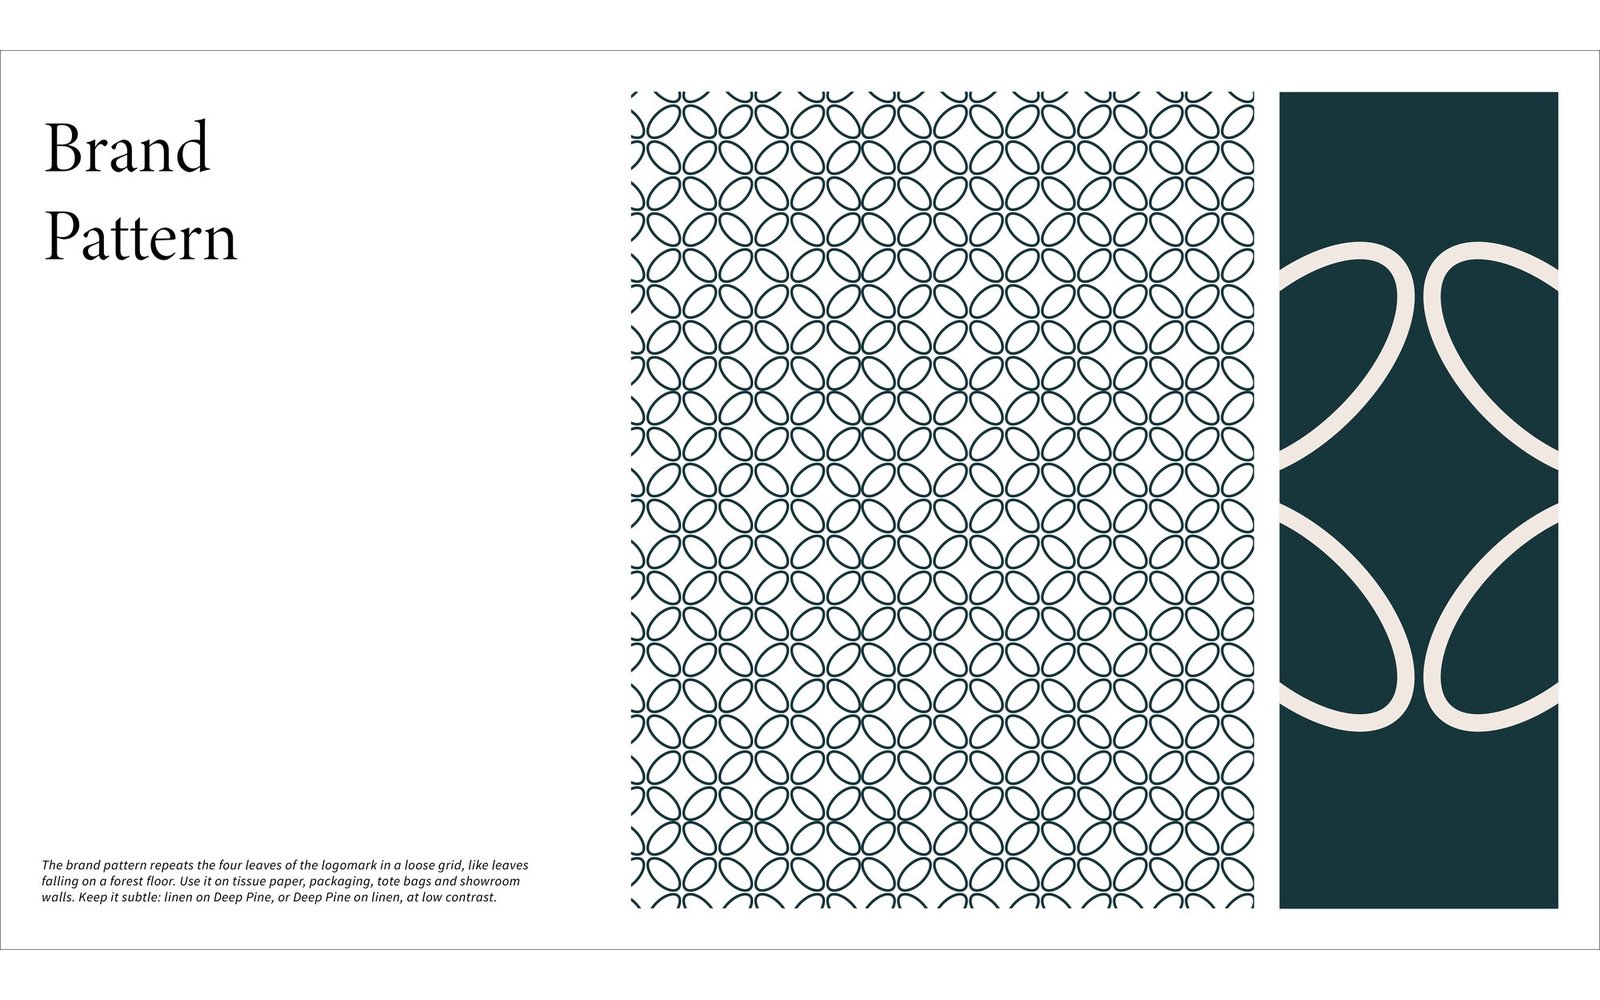 Brand
Pattern
The brand pattern repeats the four leaves of the logomark in a loose grid, like leaves
falling on a forest floor. Use it on tissue paper, packaging, tote bags and showroom
walls. Keep it subtle: linen on Deep Pine, or Deep Pine on linen, at low contrast.